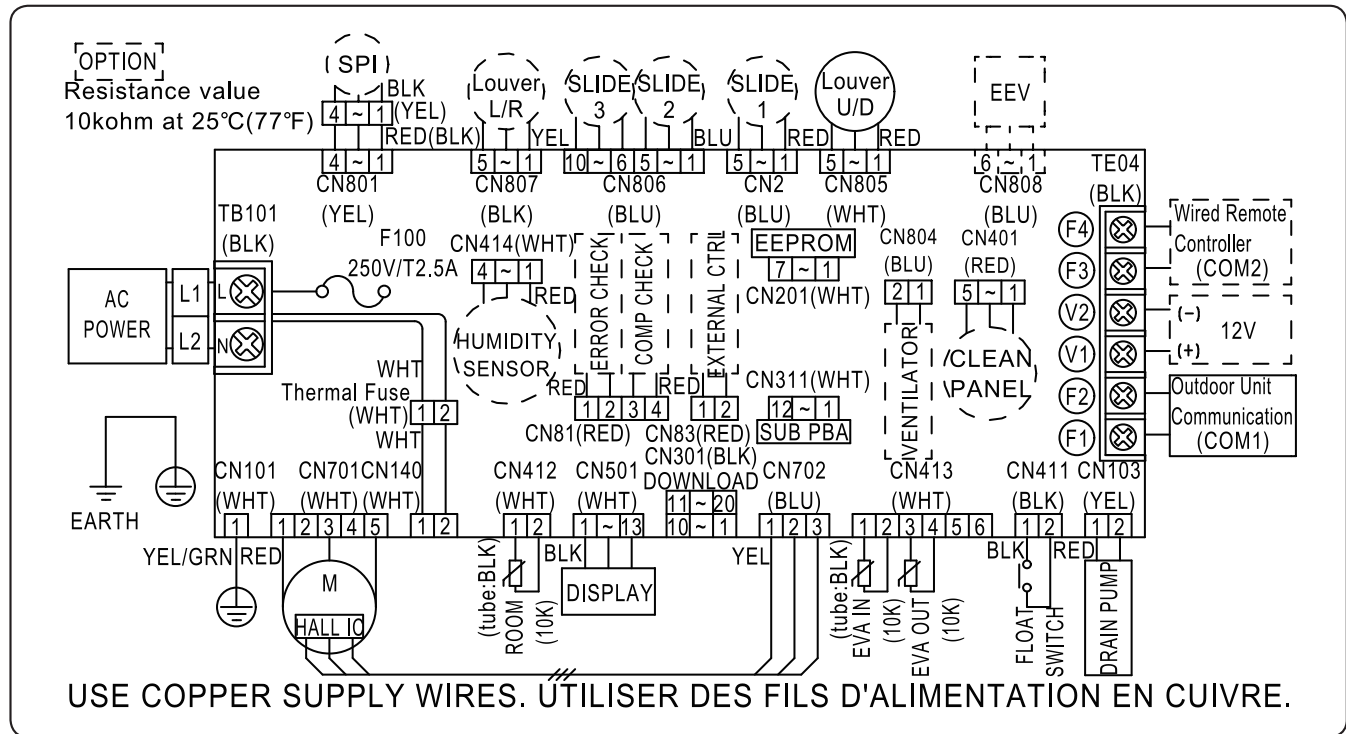 OPTION
Resistance value
10kohm at 25°C(77°F)
SPI
BLK
4 ~ 1 (YEL)
RED(BLK)
4 ~ 1
CN801
(YEL)
Louver
L/R
YEL
5 ~ 1
CN807
(BLK)
SLIDE
3
SLIDE
2
BLU
10 ~ 6 5 ~ 1
CN806
(BLU)
SLIDE
1
RED
5 ~ 1
CN2
(BLU)
Louver
U/D
RED
5 ~ 1
CN805
(WHT)
EEV
6 ~ 1
CN808
(BLU)
TE04
(BLK)
TB101
(BLK)
F100
250V/T2.5A
AC
POWER
L1
L2
L
N
CN414(WHT)
4 ~ 1
RED
HUMIDITY
SENSOR
ERROR CHECK
COMP CHECK
RED
1 2 3 4
CN81(RED)
EXTERNAL CTRL
RED
1 2
CN83(RED)
EEPROM
7 ~ 1
CN201(WHT)
CN311(WHT)
12 ~ 1
SUB PBA
CN804
(BLU)
2 1
VENTILATOR
CN401
(RED)
5 ~ 1
CLEAN
PANEL
F4
F3
V2
V1
F2
F1
Wired Remote
Controller
(COM2)
(-)
12V
(+)
Outdoor Unit
Communication
(COM1)
WHT
Thermal Fuse
(WHT)
1 2
WHT
EARTH
CN101
(WHT)
1
YEL/GRN
CN701
(WHT)
1 2 3 4 5
RED
M
HALL IC
CN140
(WHT)
1 2
CN412
(WHT)
1 2
(tube:BLK)
ROOM
(10K)
CN501
(WHT)
1 ~ 13
BLK
DISPLAY
CN301(BLK)
DOWNLOAD
11 ~ 20
10 ~ 1
CN702
(BLU)
1 2 3
YEL
CN413
(WHT)
1 2 3 4 5 6
(tube:BLK)
EVA IN
(10K)
EVA OUT
(10K)
CN411
(BLK)
1 2
BLK
FLOAT
SWITCH
CN103
(YEL)
1 2
RED
DRAIN PUMP
USE COPPER SUPPLY WIRES. UTILISER DES FILS D'ALIMENTATION EN CUIVRE.